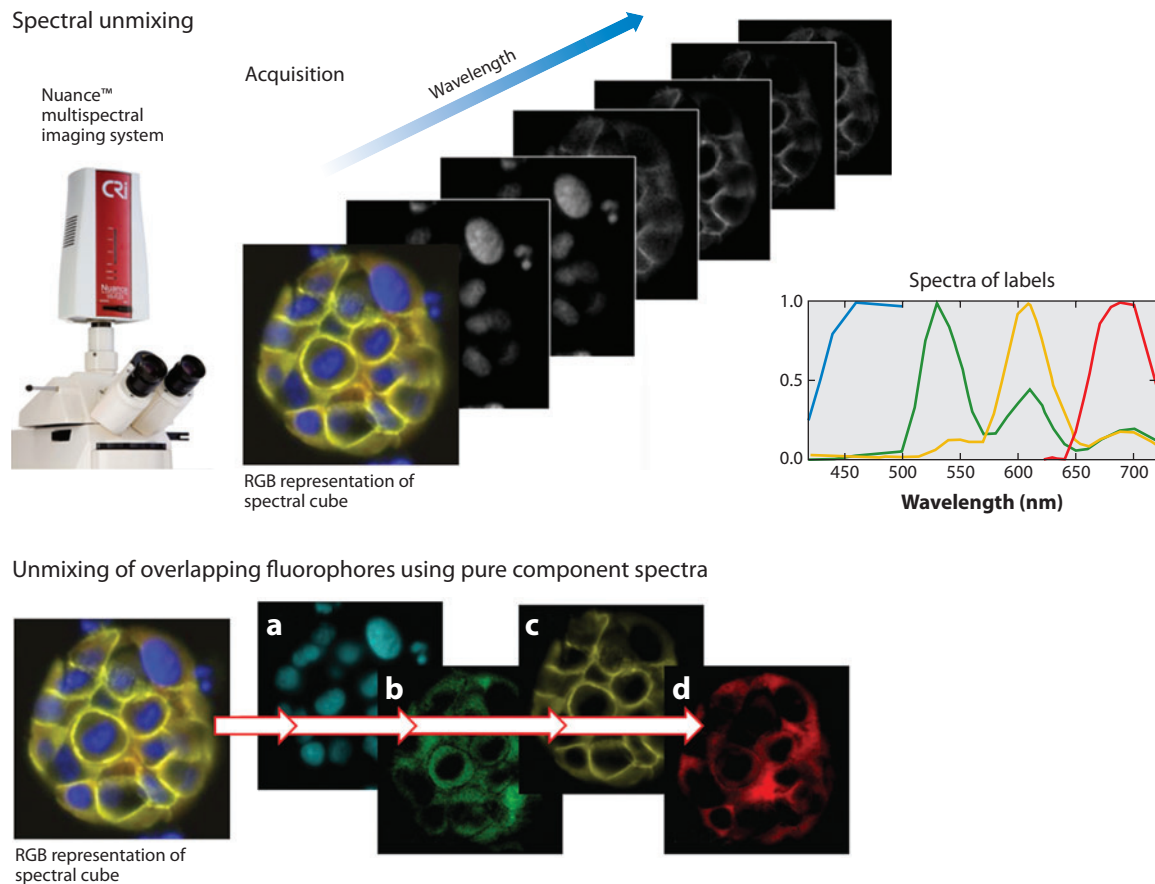 Spectral unmixing
Nuance™
multispectral
imaging system
CRi
Nuance
Acquisition
Wavelength
RGB representation of
spectral cube
Spectra of labels
1.0
0.5
0.0
450
500
550
600
650
700
Wavelength (nm)
Unmixing of overlapping fluorophores using pure component spectra
a
b
c
d
RGB representation of
spectral cube